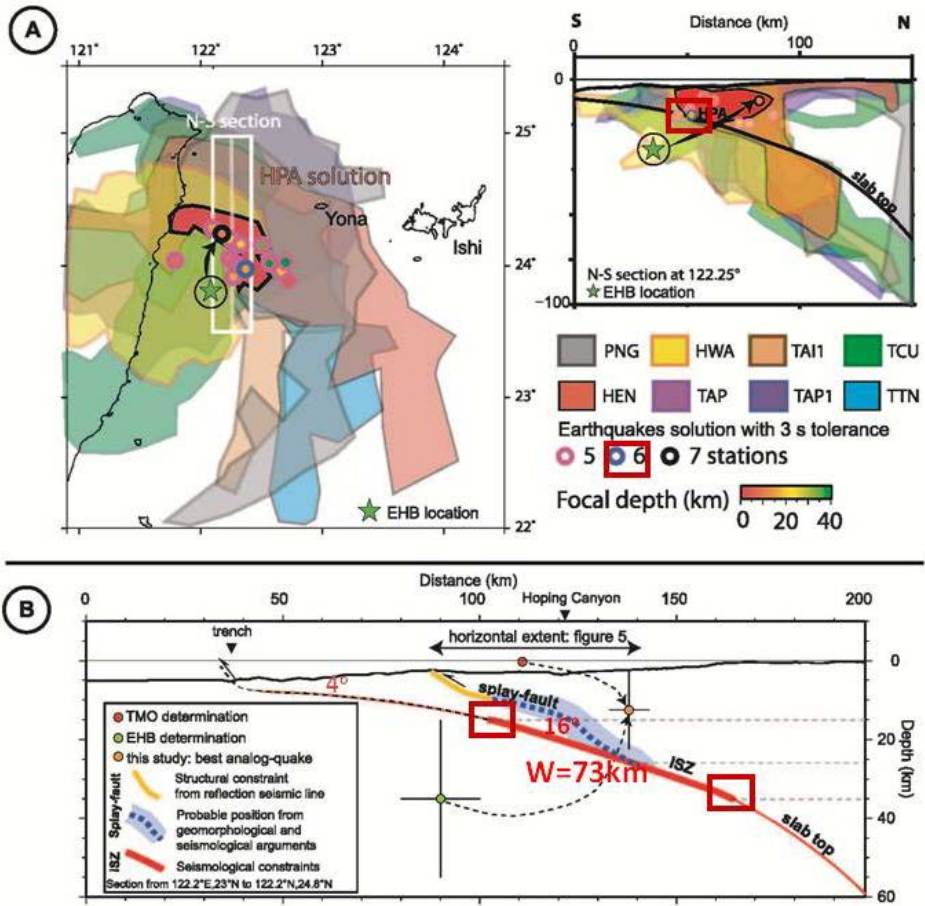 A
121° 122° 123° 124°
N-S section
25°
HPA solution
Yona
Ishi
24°
23°
22°
EHB location
S Distance (km) N
0 100
0
HPA
slab top
N-S section at 122.25°
EHB location
-100
PNG HWA TAI1 TCU
HEN TAP TAP1 TTN
Earthquakes solution with 3 s tolerance
5 6 7 stations
Focal depth (km)
0 20 40
B
Distance (km)
0 50 100 150 200
Hoping Canyon
trench
horizontal extent: figure 5
0
4°
splay-fault
16°
20
W=73km
ISZ
40
slab top
60
Depth (km)
TMO determination
EHB determination
this study: best analog-quake
Splay-fault
Structural constraint
from reflection seismic line
Probable position from
geomorphological and
seismological arguments
ISZ
Seismological constraints
Section from 122.2°E,23°N to 122.2°N,24.8°N